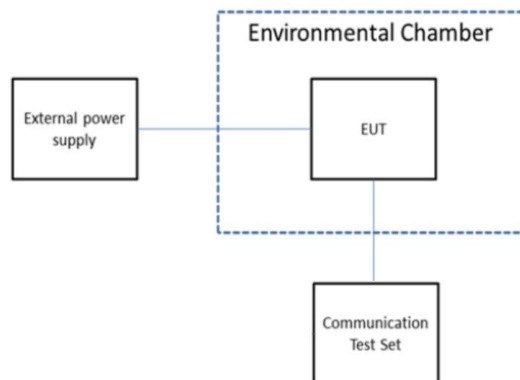 Environmental Chamber
External power
supply
EUT
Communication
Test Set